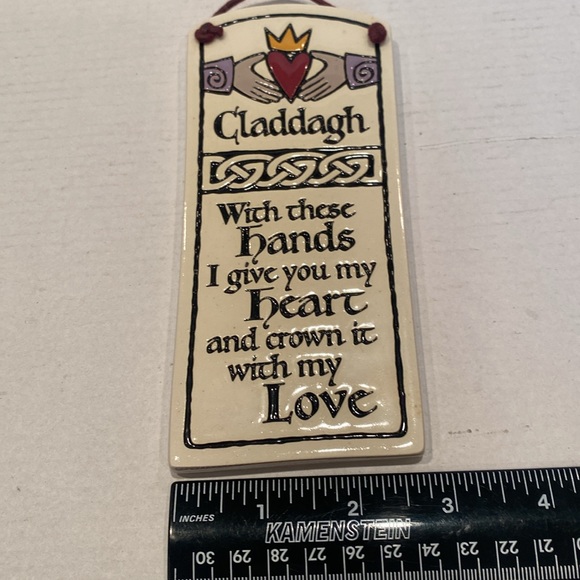 Claddagh
With these
hands
I give you my
heart
and crown it
with my
Love
1 2 3 4
INCHES
KAMENSTEIN
30 29 28 27 26 25 24 23 22 21 20